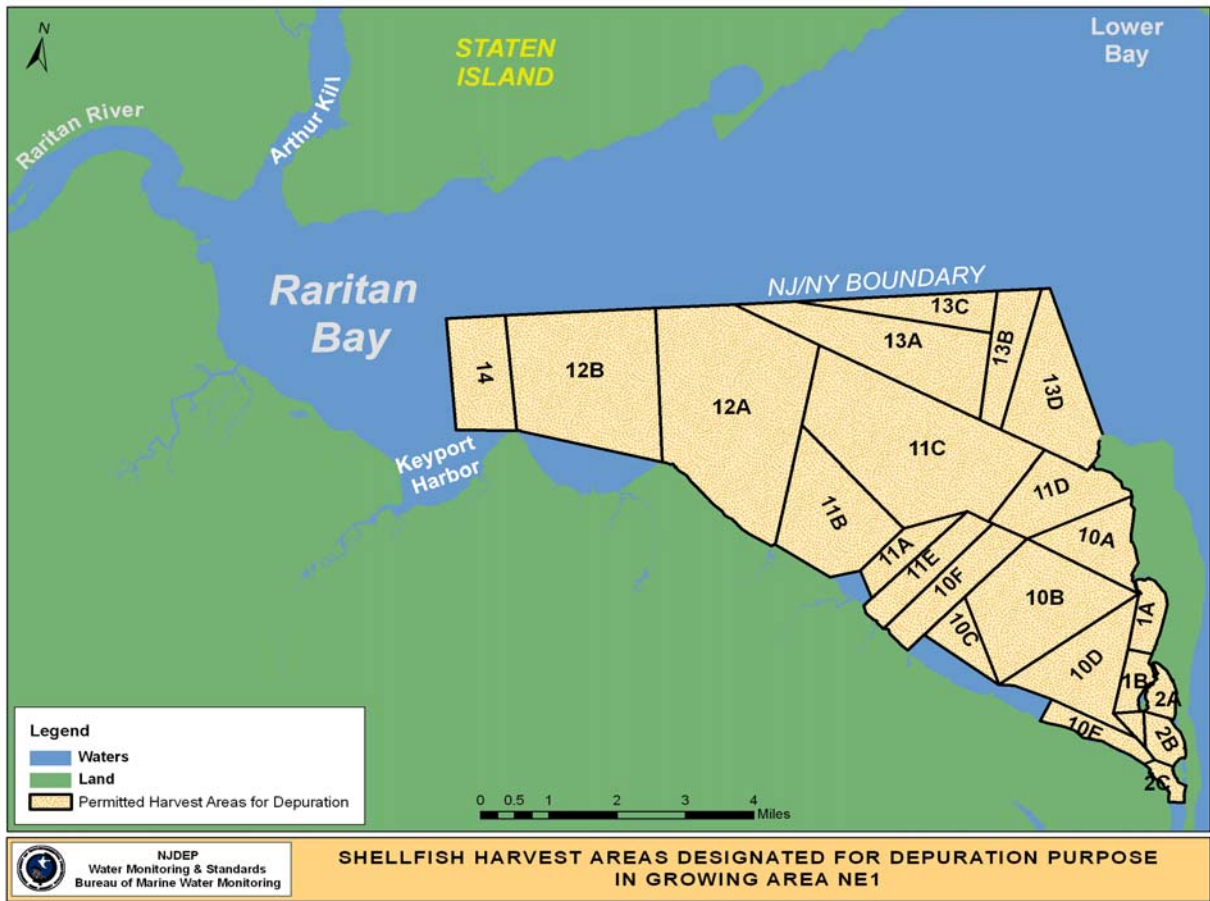 N
STATEN
ISLAND
Lower
Bay
Raritan River
Arthur Kill
Raritan
Bay
NJ/NY BOUNDARY
13C
13A
13B
13D
14
12B
12A
11C
Keyport
Harbor
11B
11D
11A
11E
10F
10A
10B
10C
10D
1A
1B
2A
10E
2B
2C
Legend
Waters
Land
Permitted Harvest Areas for Depuration
0 0.5 1 2 3 4
Miles
NJDEP
Water Monitoring & Standards
Bureau of Marine Water Monitoring
SHELLFISH HARVEST AREAS DESIGNATED FOR DEPURATION PURPOSE
IN GROWING AREA NE1